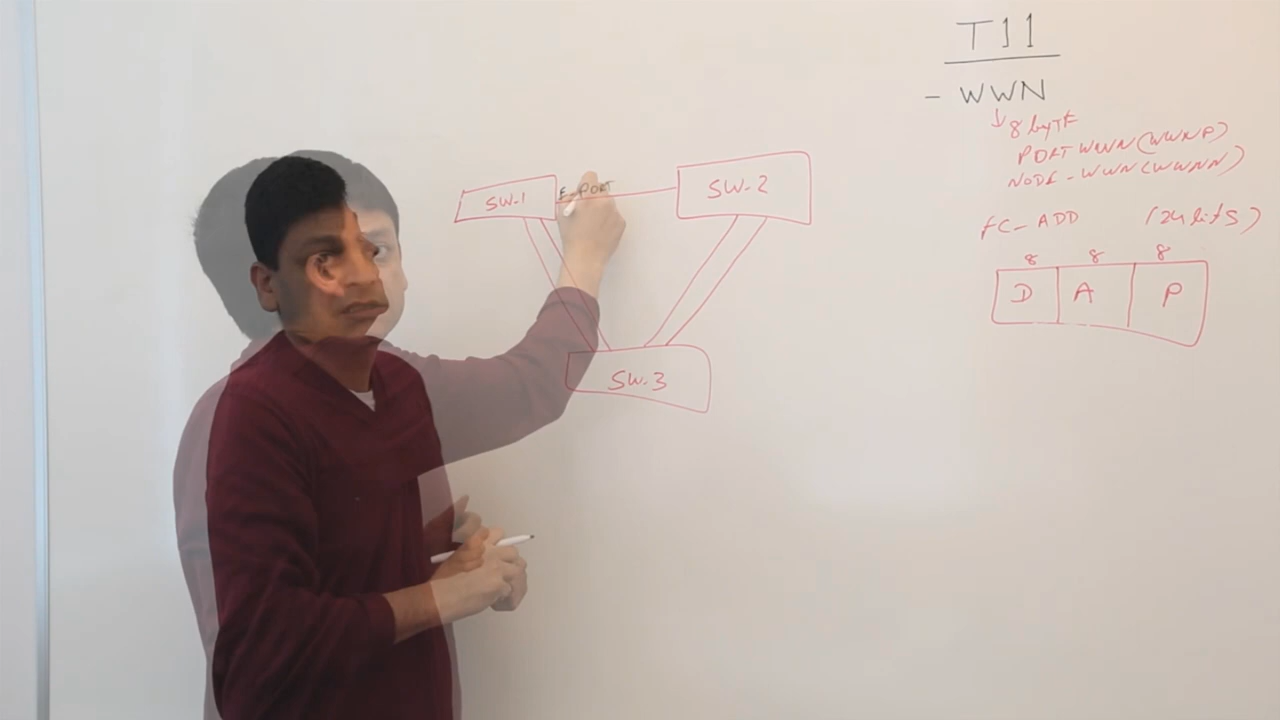 T11
- WWN
↓ 8 byTE
PORT WWN (WWNP)
NODE - WWN (WWNN)
FC - ADD (24 bits)
8 8 8
D A P
SW-1
E-PORT
SW-2
SW-3